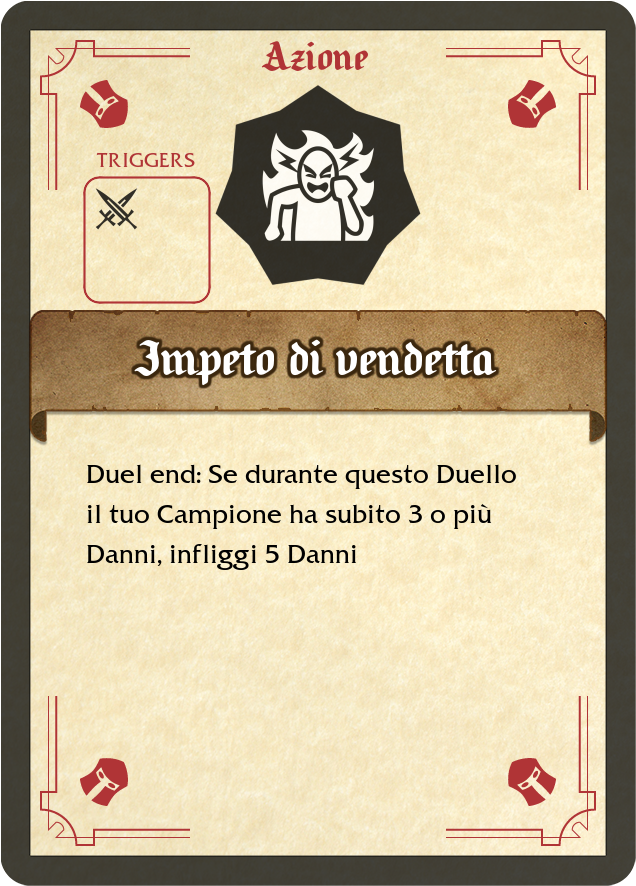 Azione
TRIGGERS
Impeto di vendetta
Duel end: Se durante questo Duello
il tuo Campione ha subito 3 o più
Danni, infliggi 5 Danni